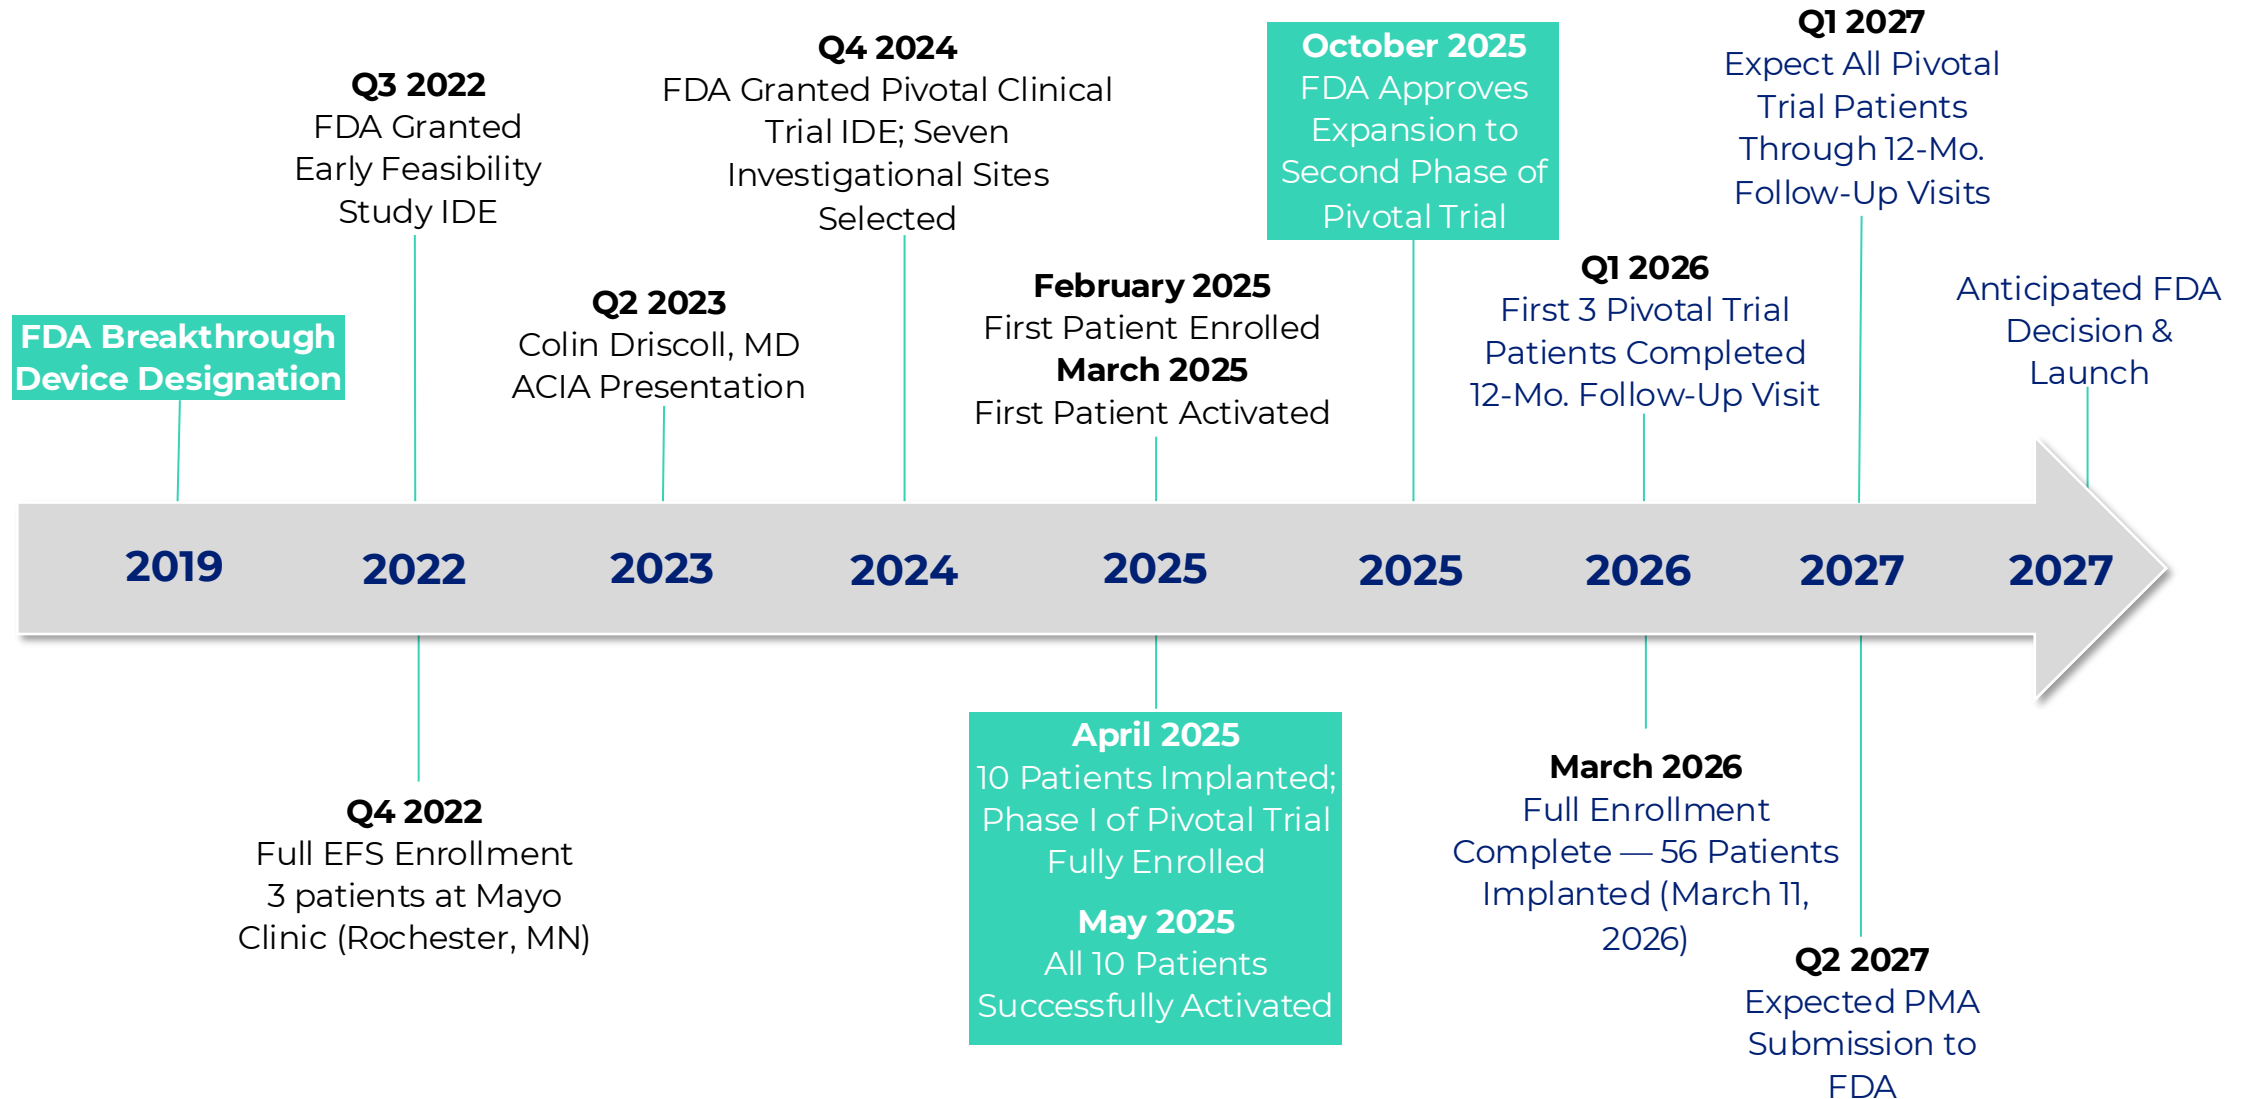 FDA Breakthrough
Device Designation
Q3 2022
FDA Granted
Early Feasibility
Study IDE
Q2 2023
Colin Driscoll, MD
ACIA Presentation
Q4 2024
FDA Granted Pivotal Clinical
Trial IDE; Seven
Investigational Sites
Selected
February 2025
First Patient Enrolled
March 2025
First Patient Activated
October 2025
FDA Approves
Expansion to
Second Phase of
Pivotal Trial
Q1 2026
First 3 Pivotal Trial
Patients Completed
12-Mo. Follow-Up Visit
Q1 2027
Expect All Pivotal
Trial Patients
Through 12-Mo.
Follow-Up Visits
Anticipated FDA
Decision &
Launch
2019
2022
2023
2024
2025
2025
2026
2027
2027
Q4 2022
Full EFS Enrollment
3 patients at Mayo
Clinic (Rochester, MN)
April 2025
10 Patients Implanted;
Phase I of Pivotal Trial
Fully Enrolled
May 2025
All 10 Patients
Successfully Activated
March 2026
Full Enrollment
Complete — 56 Patients
Implanted (March 11,
2026)
Q2 2027
Expected PMA
Submission to
FDA